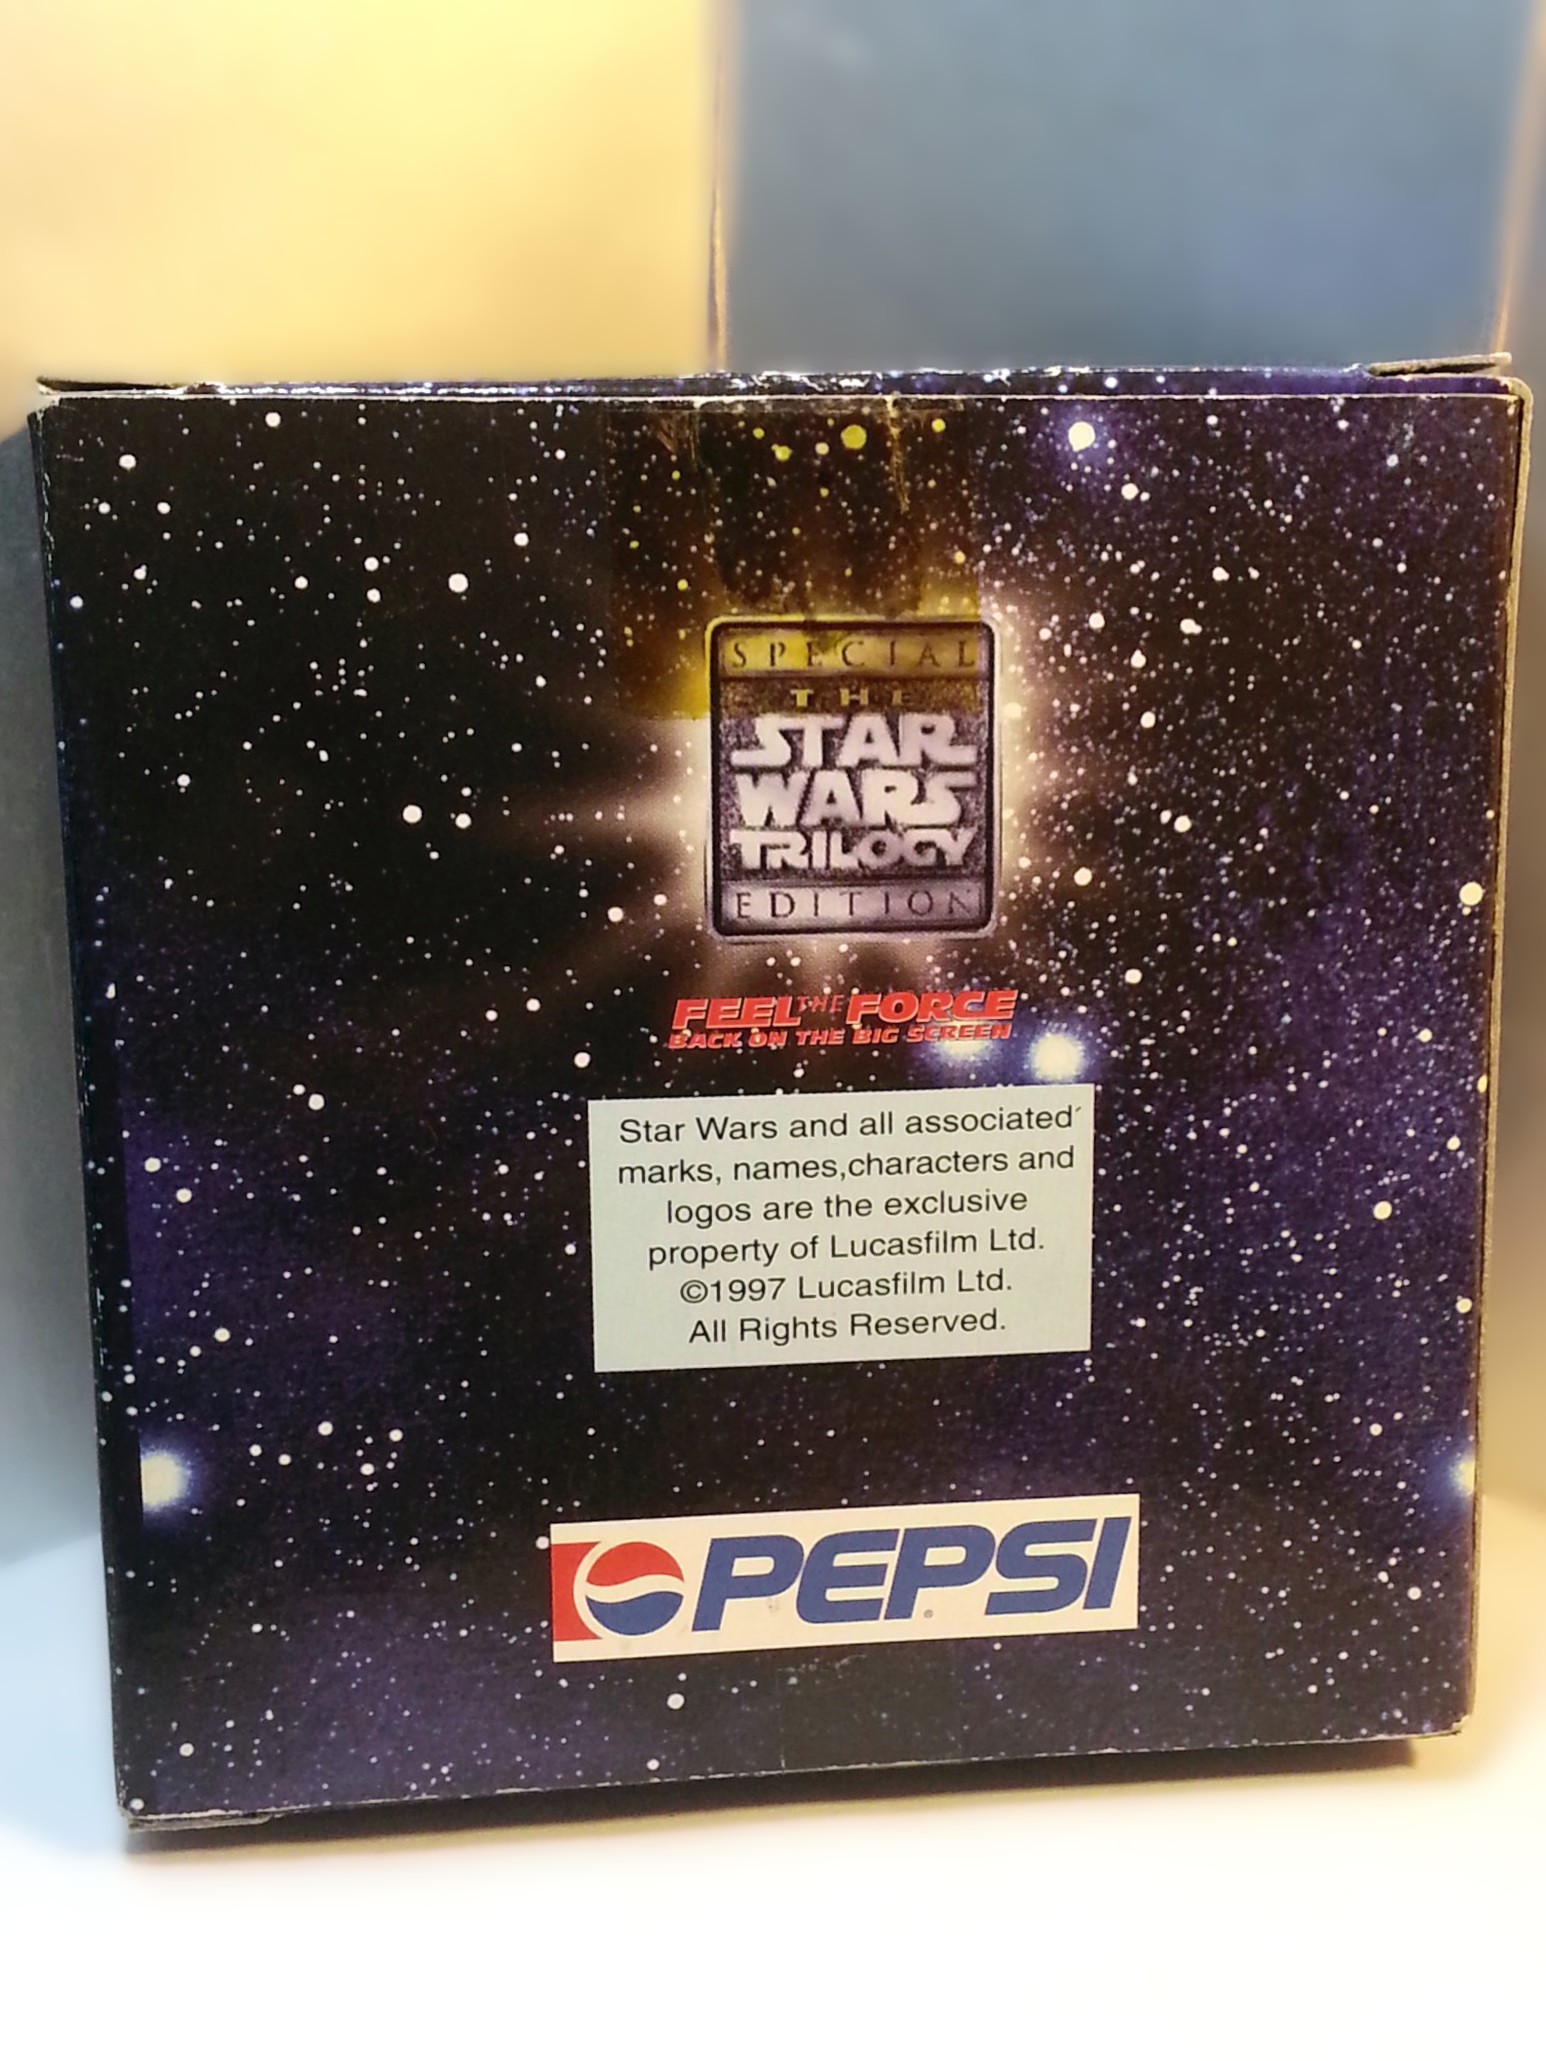 SPECIAL
THE
STAR
WARS
TRILOGY
EDITION
FEEL THE FORCE
BACK ON THE BIG SCREEN
Star Wars and all associated
marks, names,characters and
logos are the exclusive
property of Lucasfilm Ltd.
©1997 Lucasfilm Ltd.
All Rights Reserved.
PEPSI®